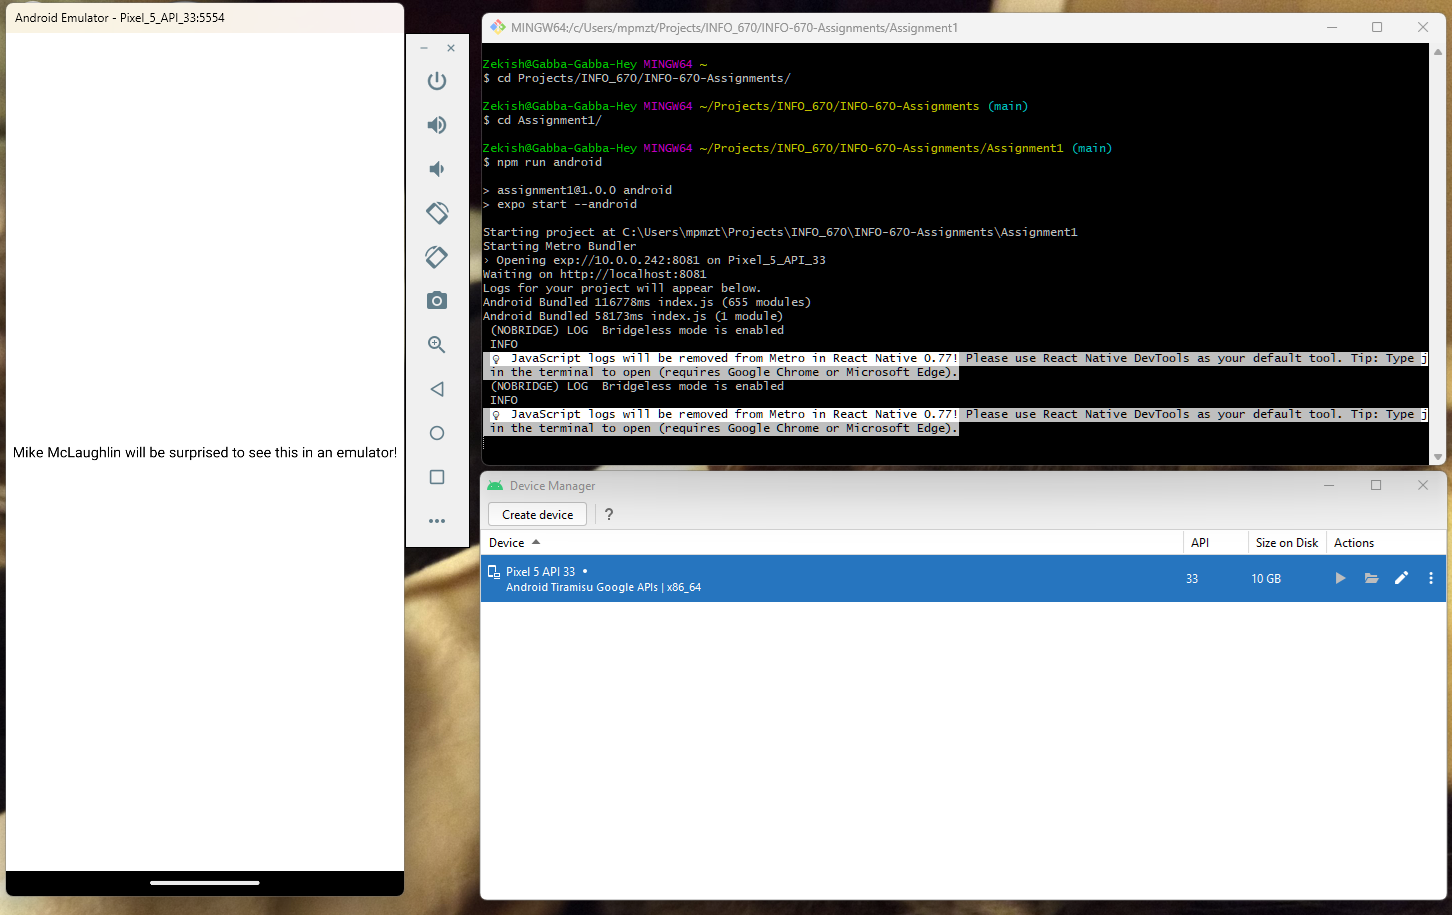 Android Emulator - Pixel_5_API_33:5554
Mike McLaughlin will be surprised to see this in an emulator!
MINGW64:/c/Users/mpmzt/Projects/INFO_670/INFO-670-Assignments/Assignment1
Zekish@Gabba-Gabba-Hey MINGW64 ~
$ cd Projects/INFO_670/INFO-670-Assignments/
Zekish@Gabba-Gabba-Hey MINGW64 ~/Projects/INFO_670/INFO-670-Assignments (main)
$ cd Assignment1/
Zekish@Gabba-Gabba-Hey MINGW64 ~/Projects/INFO_670/INFO-670-Assignments/Assignment1 (main)
$ npm run android
> assignment1@1.0.0 android
> expo start --android
Starting project at C:\Users\mpmzt\Projects\INFO_670\INFO-670-Assignments\Assignment1
Starting Metro Bundler
› Opening exp://10.0.0.242:8081 on Pixel_5_API_33
Waiting on http://localhost:8081
Logs for your project will appear below.
Android Bundled 116778ms index.js (655 modules)
Android Bundled 58173ms index.js (1 module)
(NOBRIDGE) LOG  Bridgeless mode is enabled
INFO
JavaScript logs will be removed from Metro in React Native 0.77! Please use React Native DevTools as your default tool. Tip: Type j
in the terminal to open (requires Google Chrome or Microsoft Edge).
(NOBRIDGE) LOG  Bridgeless mode is enabled
INFO
JavaScript logs will be removed from Metro in React Native 0.77! Please use React Native DevTools as your default tool. Tip: Type j
in the terminal to open (requires Google Chrome or Microsoft Edge).
Device Manager
Create device ?
Device API Size on Disk Actions
Pixel 5 API 33 •
Android Tiramisu Google APIs | x86_64
33 10 GB